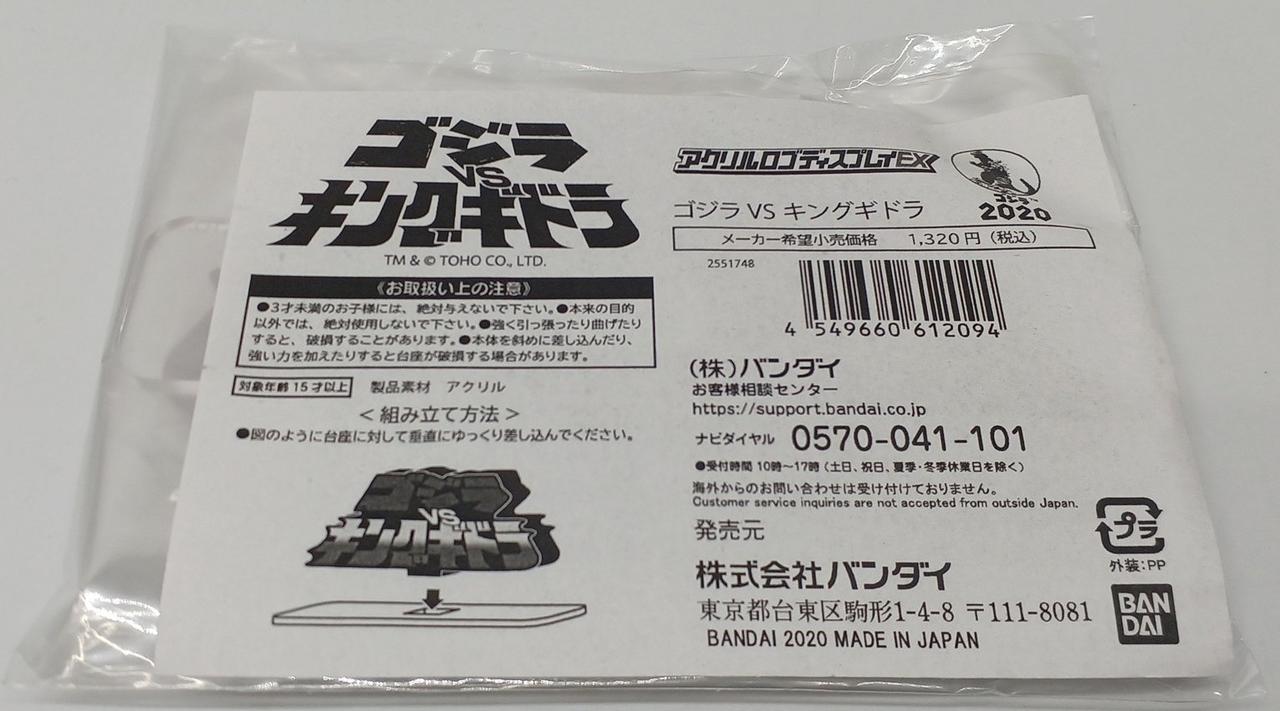 ゴジラ
VS
キングギドラ
TM & © TOHO CO., LTD.
《お取扱い上の注意》
●3才未満のお子様には、絶対与えないで下さい。●本来の目的
以外では、絶対使用しないで下さい。●強く引っ張ったり曲げたり
すると、破損することがあります。●本体を斜めに差し込んだり、
強い力を加えたりすると台座が破損する場合があります。
対象年齢15才以上 製品素材 アクリル
<組み立て方法>
●図のように台座に対して垂直にゆっくり差し込んでください。
ゴジラ
VS
キングギドラ
アクリルロゴディスプレイEX
ゴジラ
2020
ゴジラ VS キングギドラ
メーカー希望小売価格 1,320円(税込)
2551748
4 549660 612094
(株)バンダイ
お客様相談センター
https://support.bandai.co.jp
ナビダイヤル 0570-041-101
●受付時間 10時~17時(土日、祝日、夏季・冬季休業日を除く)
海外からのお問い合わせは受け付けておりません。
Customer service inquiries are not accepted from outside Japan.
発売元
株式会社バンダイ
東京都台東区駒形1-4-8 〒111-8081
BANDAI 2020 MADE IN JAPAN
プラ
外装:PP
BAN
DAI